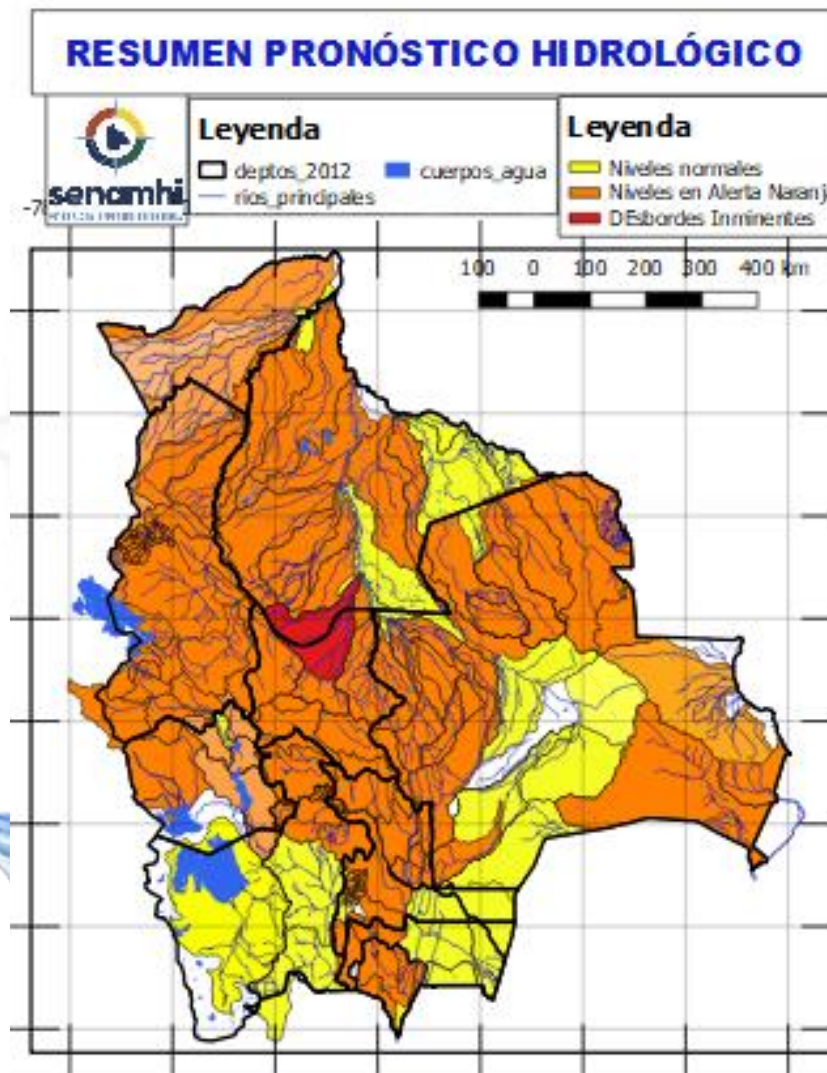 RESUMEN PRONÓSTICO HIDROLÓGICO
senamhi
Leyenda
deptos_2012
cuerpos_agua
rios_principales
Leyenda
Niveles normales
Niveles en Alerta Naranj
DEsbordes Inminentes
100 0 100 200 300 400 km